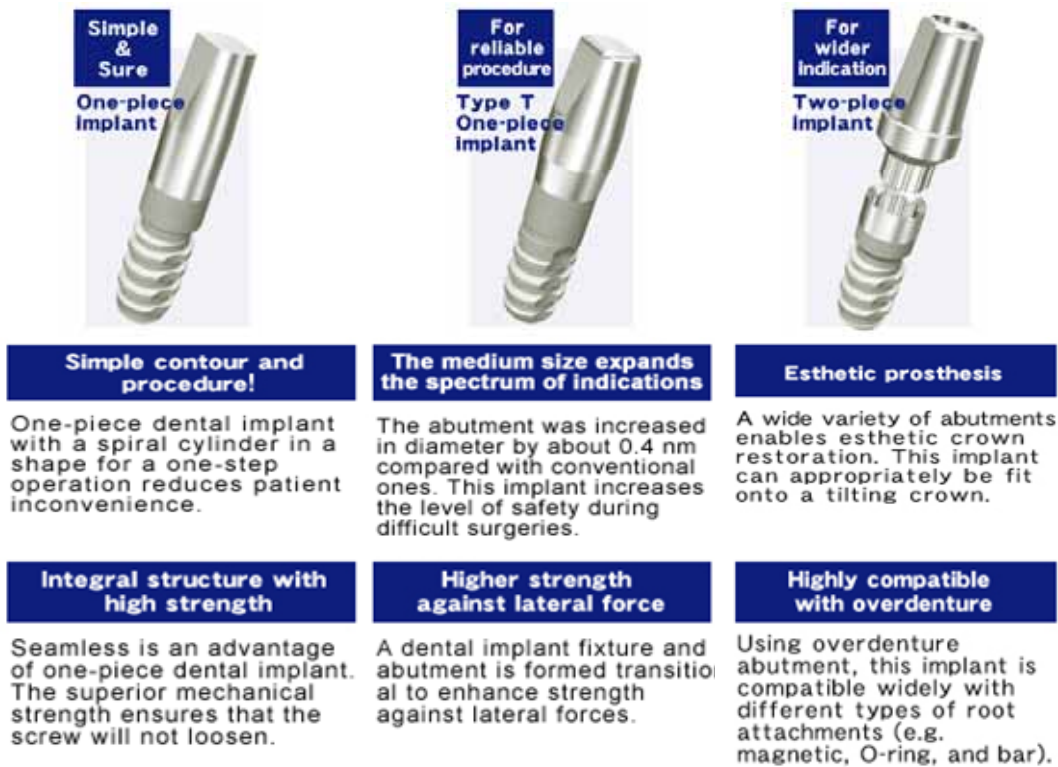 Simple
&
Sure
One-piece
Implant
For
reliable
procedure
Type T
One-piece
implant
For
wider
indication
Two-piece
implant
Simple contour and
procedure!
One-piece dental implant
with a spiral cylinder in a
shape for a one-step
operation reduces patient
inconvenience.
The medium size expands
the spectrum of indications
The abutment was increased
in diameter by about 0.4 nm
compared with conventional
ones. This implant increases
the level of safety during
difficult surgeries.
Esthetic prosthesis
A wide variety of abutments
enables esthetic crown
restoration. This implant
can appropriately be fit
onto a tilting crown.
Integral structure with
high strength
Seamless is an advantage
of one-piece dental implant.
The superior mechanical
strength ensures that the
screw will not loosen.
Higher strength
against lateral force
A dental implant fixture and
abutment is formed transitio
al to enhance strength
against lateral forces.
Highly compatible
with overdenture
Using overdenture
abutment, this implant is
compatible widely with
different types of root
attachments (e.g.
magnetic, O-ring, and bar).